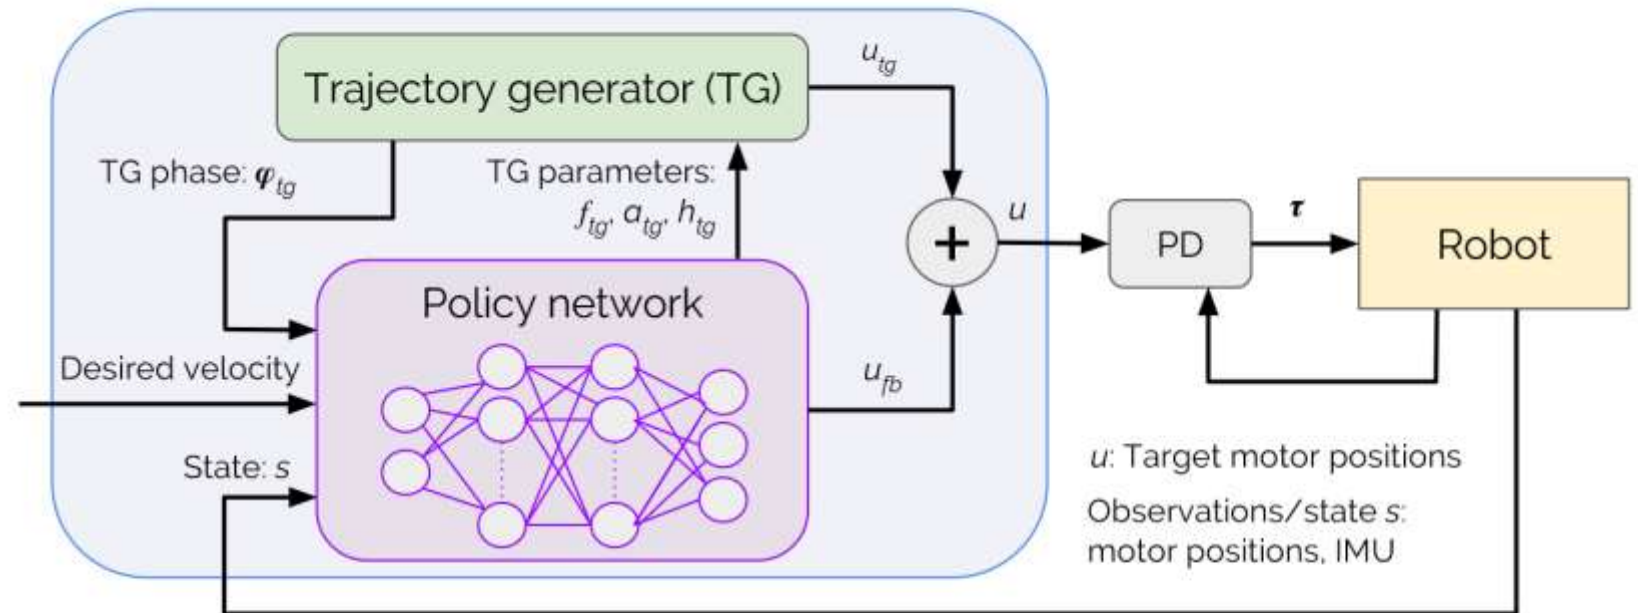 Trajectory generator (TG)
u_tg
TG phase: φ_tg
TG parameters:
f_tg, a_tg, h_tg
+
u
PD
τ
Robot
Policy network
Desired velocity
u_fb
State: s
u: Target motor positions
Observations/state s:
motor positions, IMU